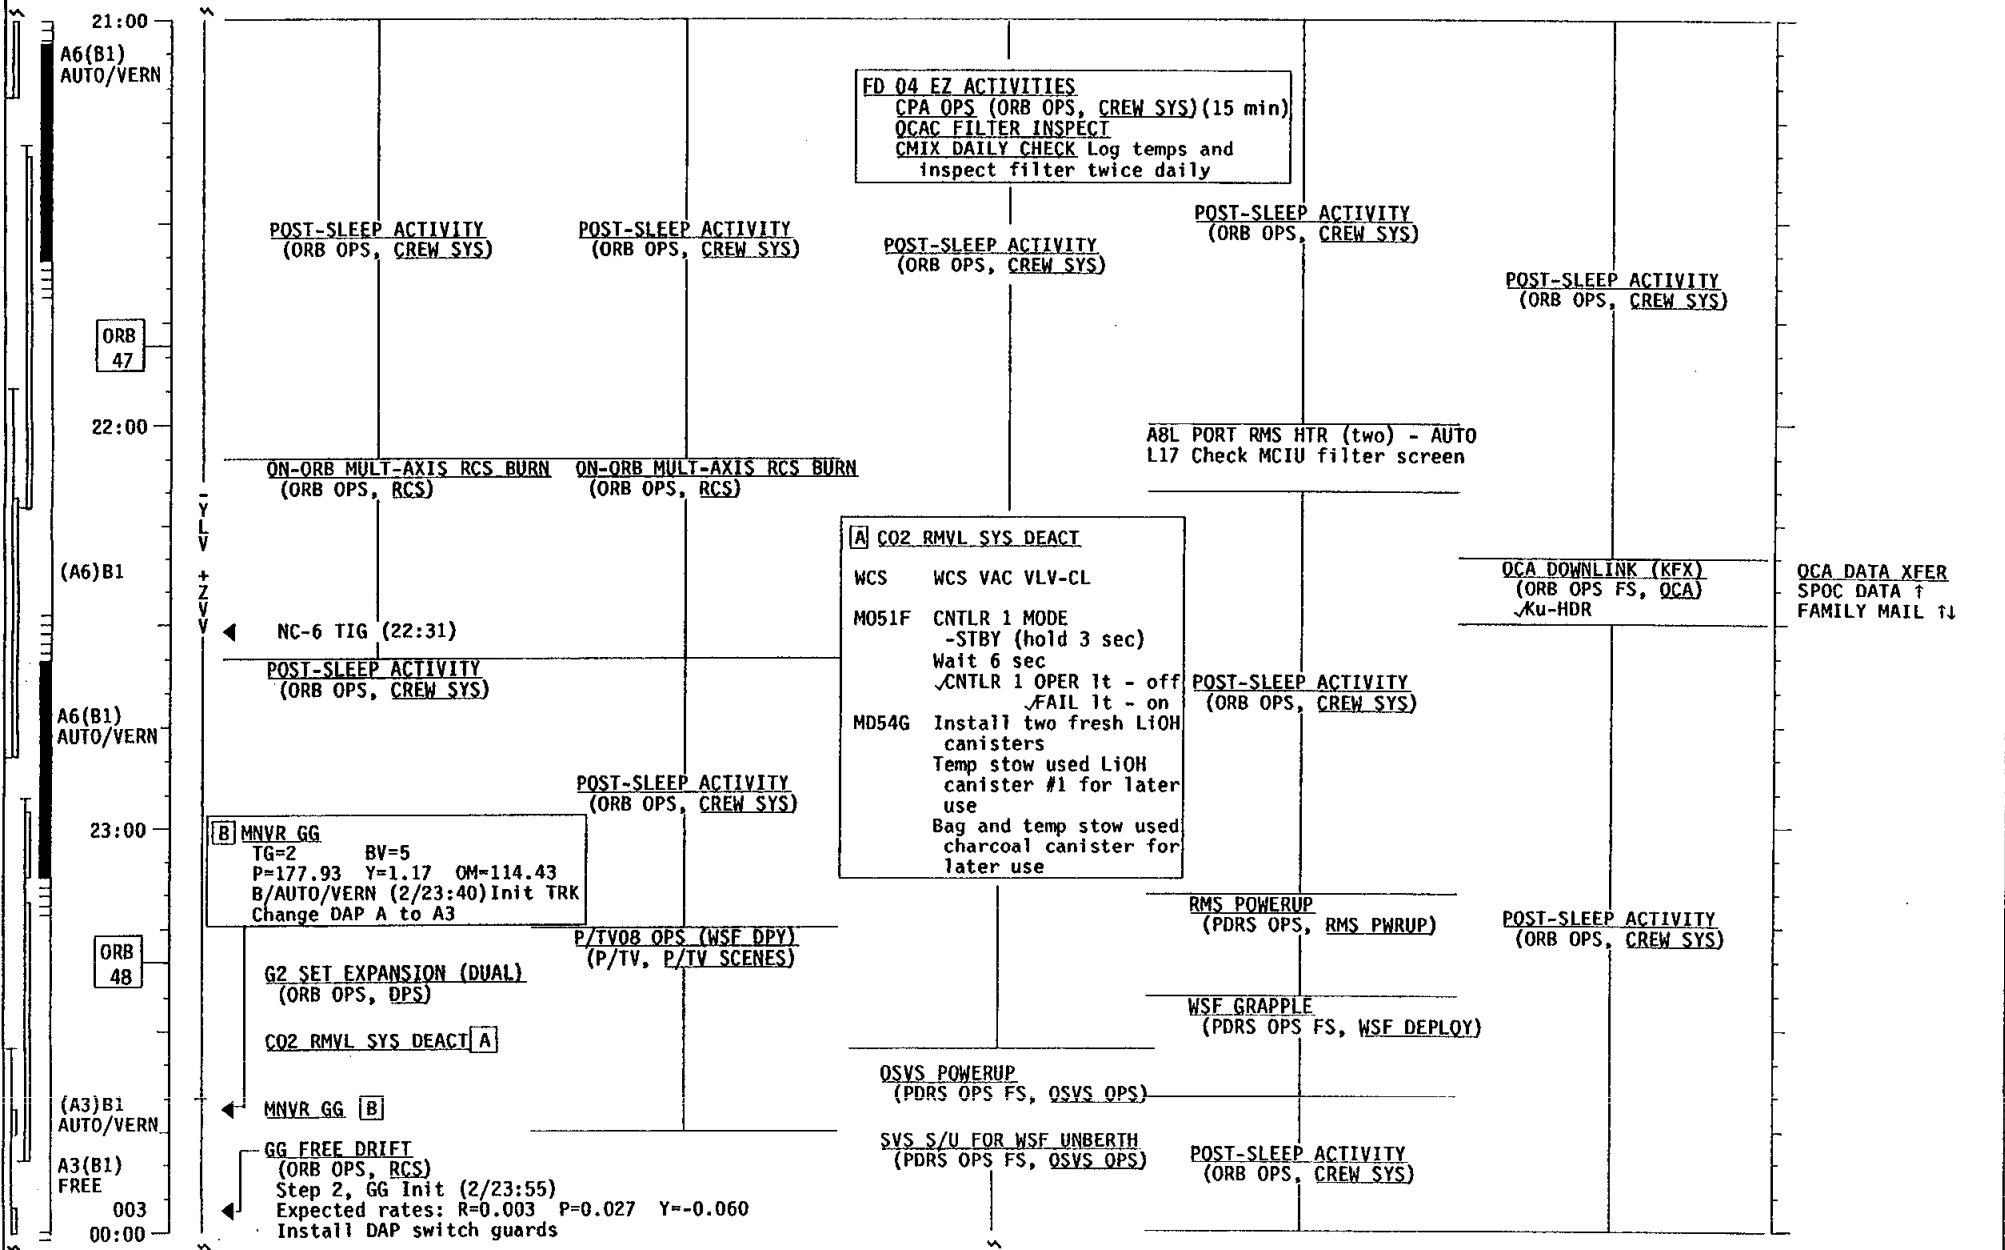 21:00
A6(B1)
AUTO/VERN
ORB
47
22:00
(A6)B1
A6(B1)
AUTO/VERN
23:00
ORB
48
(A3)B1
AUTO/VERN
A3(B1)
FREE
003
00:00
-YLV +ZVV
POST-SLEEP ACTIVITY
(ORB OPS, CREW SYS)
ON-ORB MULT-AXIS RCS BURN
(ORB OPS, RCS)
NC-6 TIG (22:31)
POST-SLEEP ACTIVITY
(ORB OPS, CREW SYS)
B MNVR GG
TG=2 BV=5
P=177.93 Y=1.17 OM=114.43
B/AUTO/VERN (2/23:40)Init TRK
Change DAP A to A3
G2 SET EXPANSION (DUAL)
(ORB OPS, DPS)
CO2 RMVL SYS DEACT A
MNVR GG B
GG FREE DRIFT
(ORB OPS, RCS)
Step 2, GG Init (2/23:55)
Expected rates: R=0.003 P=0.027 Y=-0.060
Install DAP switch guards
POST-SLEEP ACTIVITY
(ORB OPS, CREW SYS)
ON-ORB MULT-AXIS RCS BURN
(ORB OPS, RCS)
POST-SLEEP ACTIVITY
(ORB OPS, CREW SYS)
P/TV08 OPS (WSF DPY)
(P/TV, P/TV SCENES)
FD 04 EZ ACTIVITIES
CPA OPS (ORB OPS, CREW SYS)(15 min)
OCAC FILTER INSPECT
CMIX DAILY CHECK Log temps and
inspect filter twice daily
POST-SLEEP ACTIVITY
(ORB OPS, CREW SYS)
A CO2 RMVL SYS DEACT
WCS WCS VAC VLV-CL
MO51F CNTLR 1 MODE
-STBY (hold 3 sec)
Wait 6 sec
√CNTLR 1 OPER lt - off
√FAIL lt - on
MD54G Install two fresh LiOH
canisters
Temp stow used LiOH
canister #1 for later
use
Bag and temp stow used
charcoal canister for
later use
OSVS POWERUP
(PDRS OPS FS, OSVS OPS)
SVS S/U FOR WSF UNBERTH
(PDRS OPS FS, OSVS OPS)
POST-SLEEP ACTIVITY
(ORB OPS, CREW SYS)
A8L PORT RMS HTR (two) - AUTO
L17 Check MCIU filter screen
POST-SLEEP ACTIVITY
(ORB OPS, CREW SYS)
RMS POWERUP
(PDRS OPS, RMS PWRUP)
WSF GRAPPLE
(PDRS OPS FS, WSF DEPLOY)
POST-SLEEP ACTIVITY
(ORB OPS, CREW SYS)
POST-SLEEP ACTIVITY
(ORB OPS, CREW SYS)
OCA DOWNLINK (KFX)
(ORB OPS FS, OCA)
√Ku-HDR
POST-SLEEP ACTIVITY
(ORB OPS, CREW SYS)
OCA DATA XFER
SPOC DATA ↑
FAMILY MAIL ↑↓